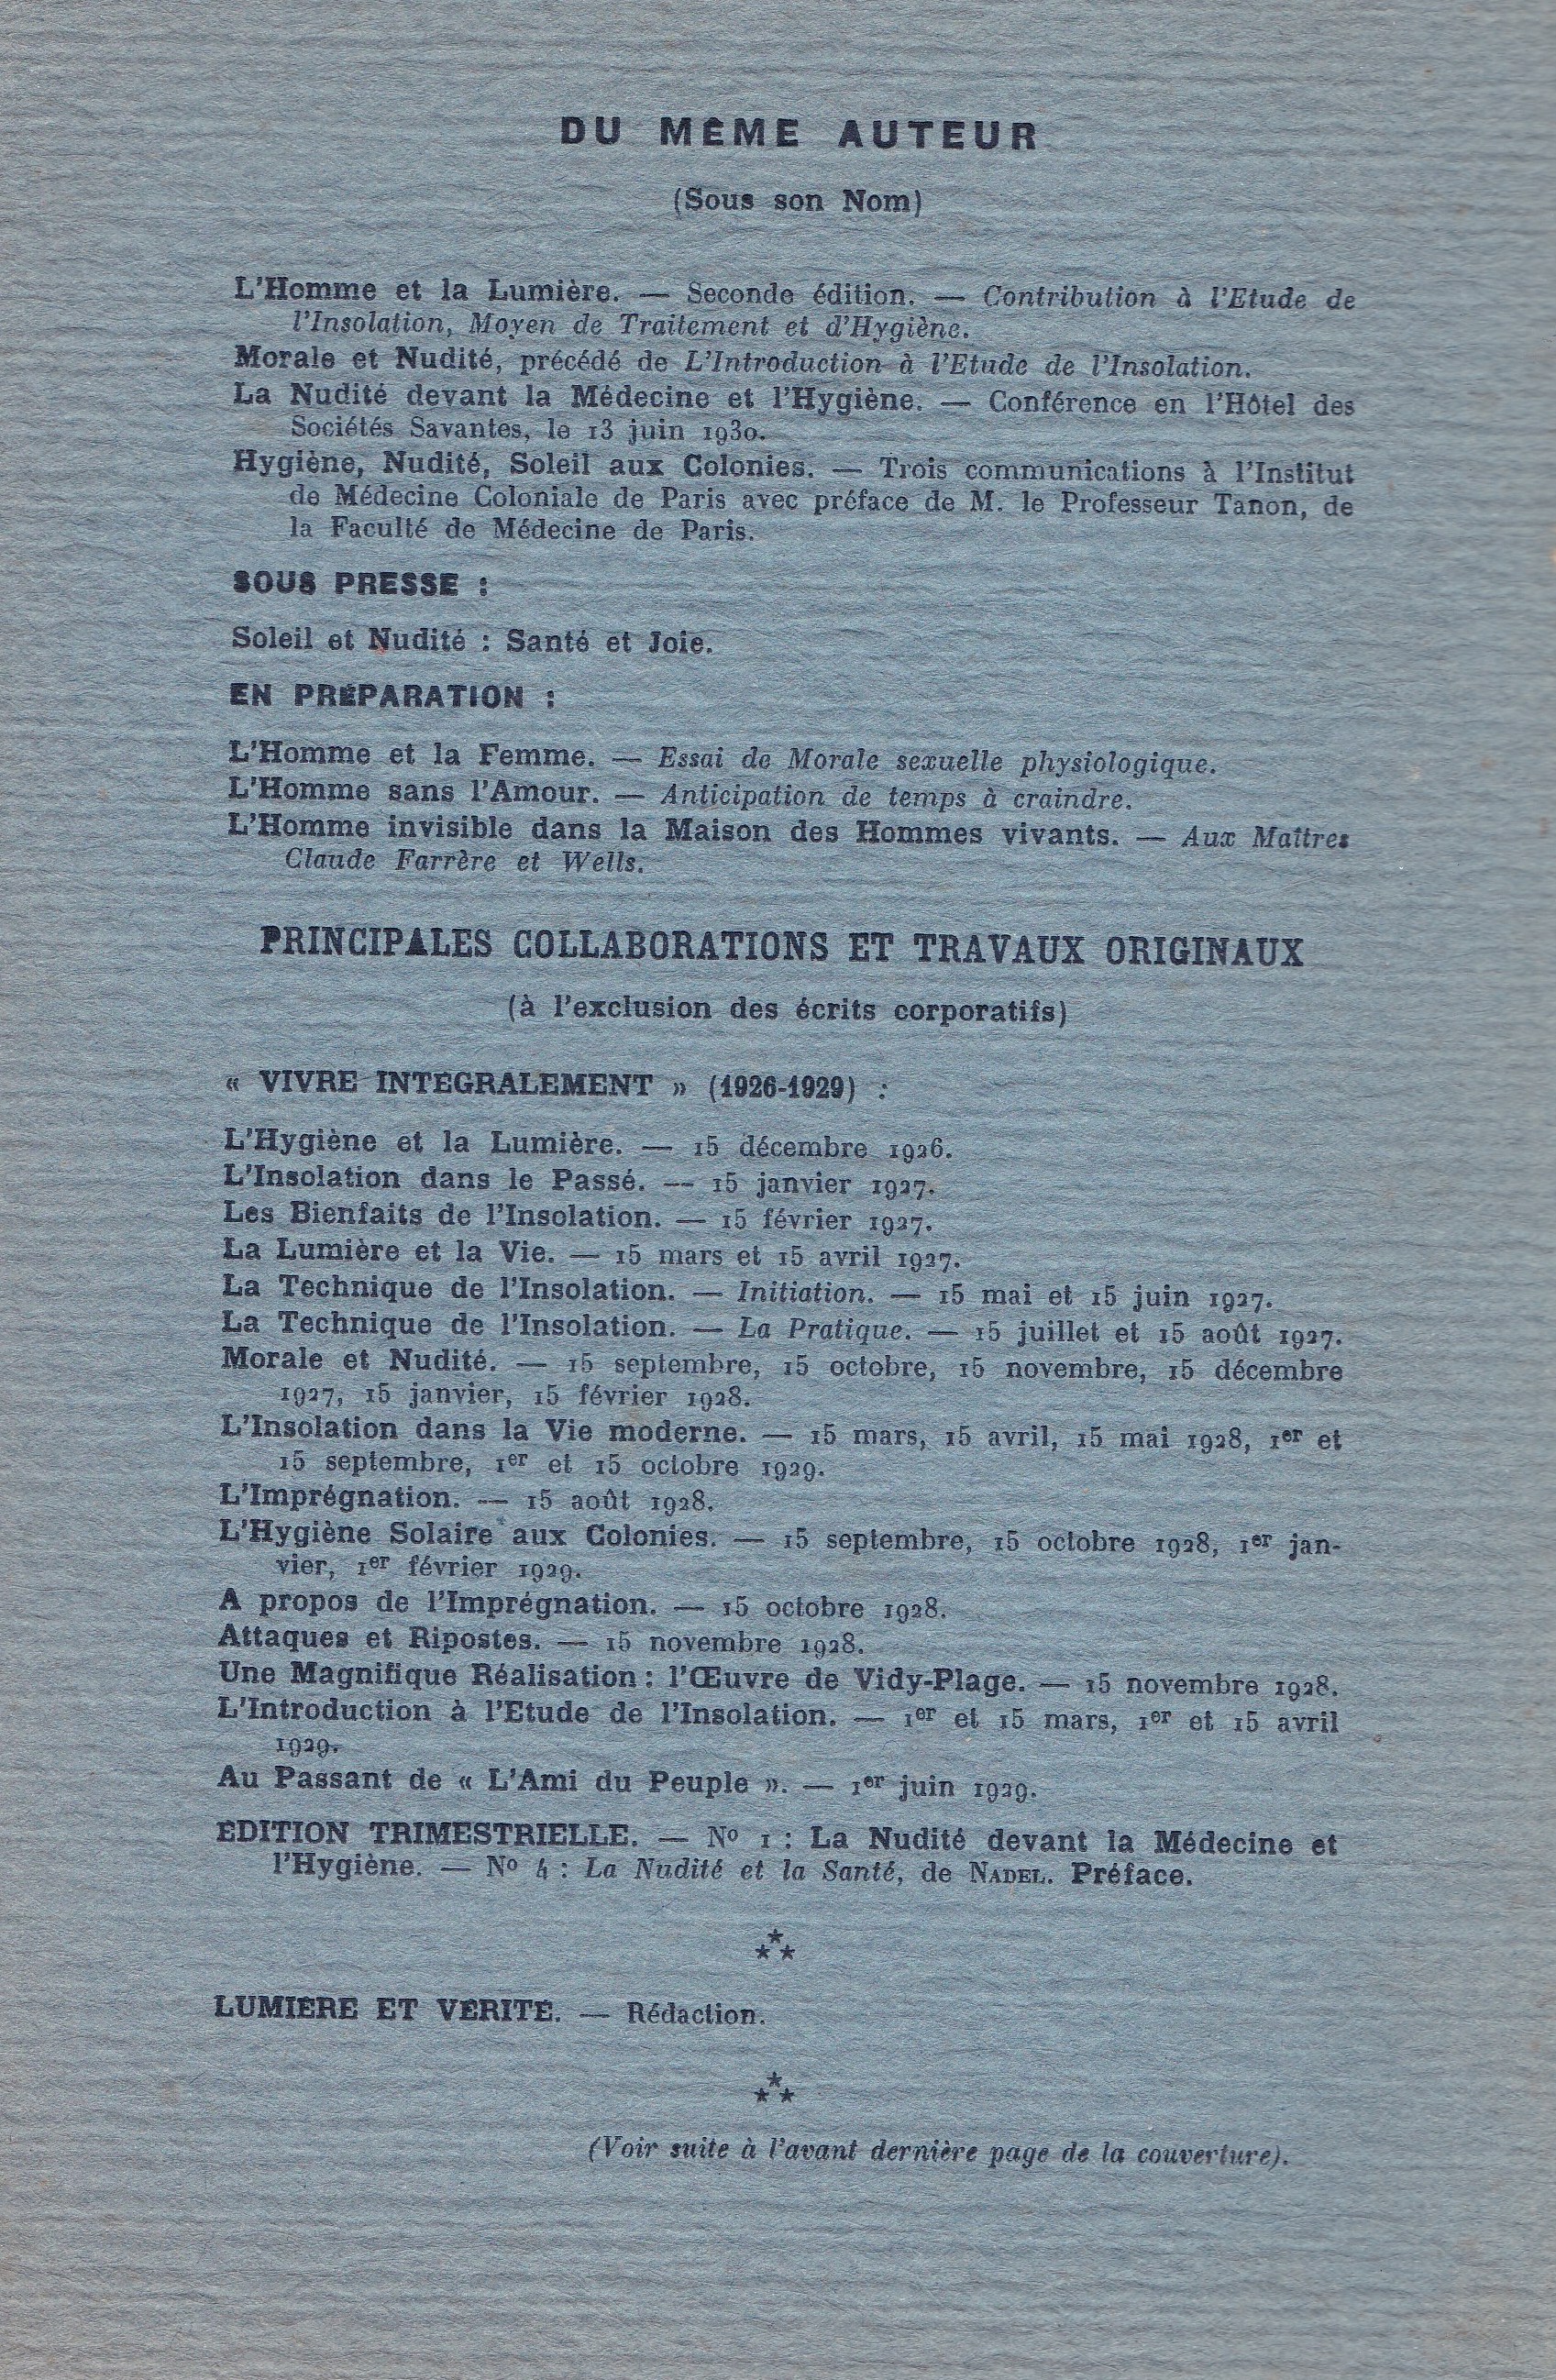 DU MÊME AUTEUR
(Sous son Nom)
L'Homme et la Lumière. — Seconde édition. — Contribution à l'Etude de
l'Insolation, Moyen de Traitement et d'Hygiène.
Morale et Nudité, précédé de L'Introduction à l'Etude de l'Insolation.
La Nudité devant la Médecine et l'Hygiène. — Conférence en l'Hôtel des
Sociétés Savantes, le 13 juin 1930.
Hygiène, Nudité, Soleil aux Colonies. — Trois communications à l'Institut
de Médecine Coloniale de Paris avec préface de M. le Professeur Tanon, de
la Faculté de Médecine de Paris.
SOUS PRESSE :
Soleil et Nudité : Santé et Joie.
EN PRÉPARATION :
L'Homme et la Femme. — Essai de Morale sexuelle physiologique.
L'Homme sans l'Amour. — Anticipation de temps à craindre.
L'Homme invisible dans la Maison des Hommes vivants. — Aux Maîtres
Claude Farrère et Wells.
PRINCIPALES COLLABORATIONS ET TRAVAUX ORIGINAUX
(à l'exclusion des écrits corporatifs)
« VIVRE INTÉGRALEMENT » (1926-1929) :
L'Hygiène et la Lumière. — 15 décembre 1926.
L'Insolation dans le Passé. — 15 janvier 1927.
Les Bienfaits de l'Insolation. — 15 février 1927.
La Lumière et la Vie. — 15 mars et 15 avril 1927.
La Technique de l'Insolation. — Initiation. — 15 mai et 15 juin 1927.
La Technique de l'Insolation. — La Pratique. — 15 juillet et 15 août 1927.
Morale et Nudité. — 15 septembre, 15 octobre, 15 novembre, 15 décembre
1927, 15 janvier, 15 février 1928.
L'Insolation dans la Vie moderne. — 15 mars, 15 avril, 15 mai 1928, 1er et
15 septembre, 1er et 15 octobre 1929.
L'Imprégnation. — 15 août 1928.
L'Hygiène Solaire aux Colonies. — 15 septembre, 15 octobre 1928, 1er jan-
vier, 1er février 1929.
A propos de l'Imprégnation. — 15 octobre 1928.
Attaques et Ripostes. — 15 novembre 1928.
Une Magnifique Réalisation : l'Œuvre de Vidy-Plage. — 15 novembre 1928.
L'Introduction à l'Etude de l'Insolation. — 1er et 15 mars, 1er et 15 avril
1929.
Au Passant de « L'Ami du Peuple ». — 1er juin 1929.
EDITION TRIMESTRIELLE. — No 1 : La Nudité devant la Médecine et
l'Hygiène. — No 4 : La Nudité et la Santé, de NADEL. Préface.
⁂
LUMIÈRE ET VÉRITÉ. — Rédaction.
⁂
(Voir suite à l'avant dernière page de la couverture).